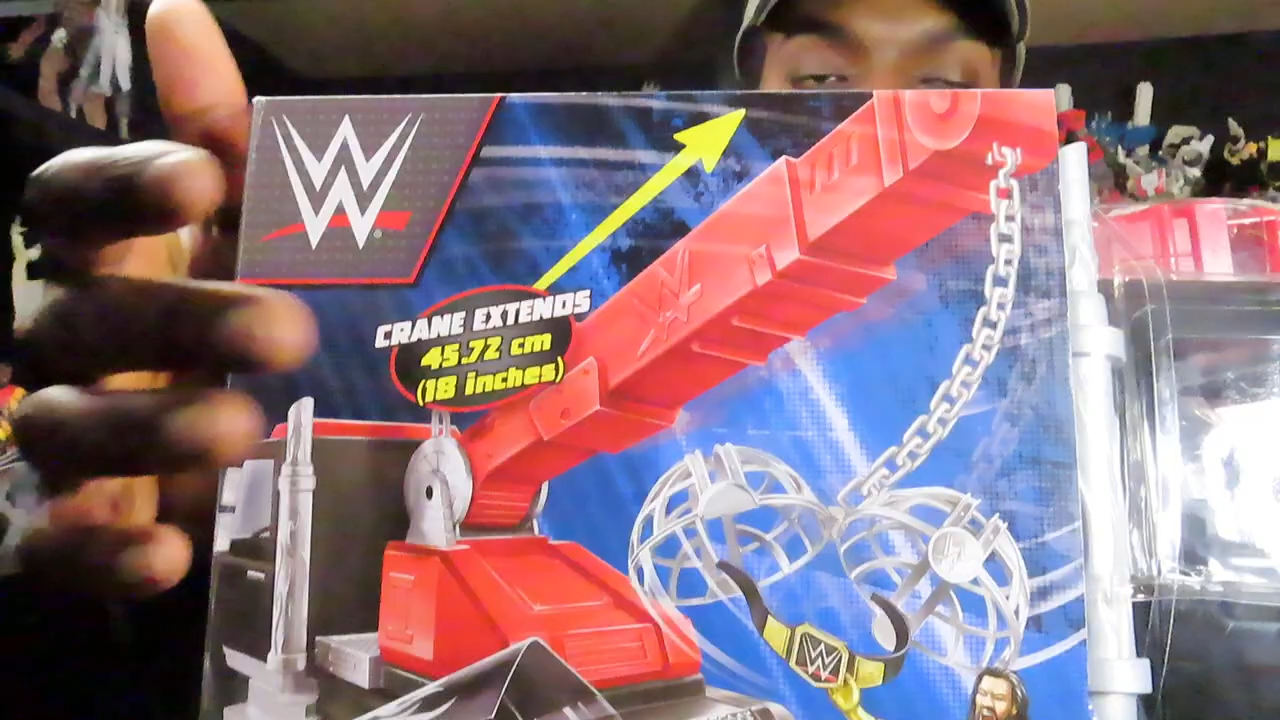 W
CRANE EXTENDS
45.72 cm
(18 inches)
W
W